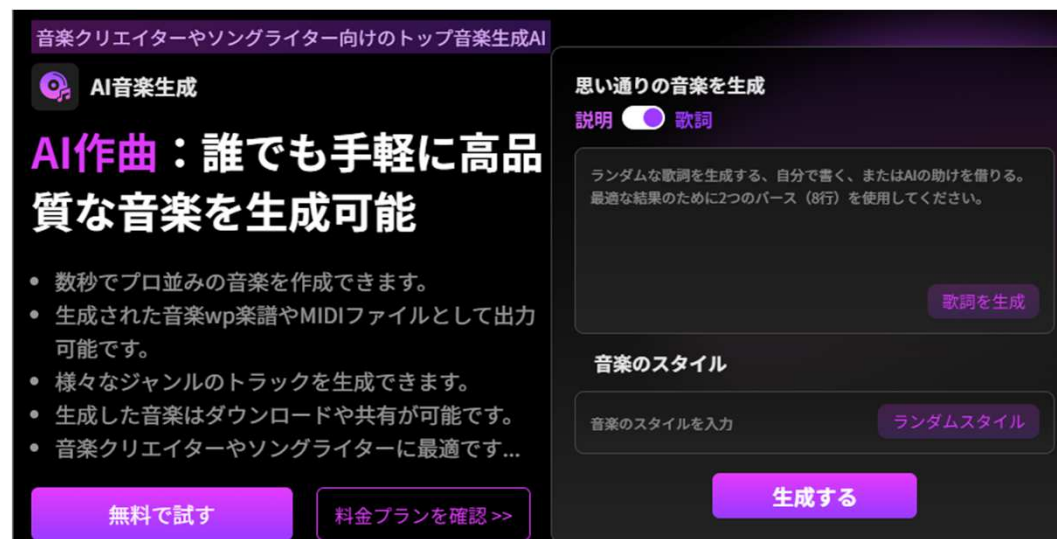 音楽クリエイターやソングライター向けのトップ音楽生成AI
AI音楽生成
AI作曲：誰でも手軽に高品
質な音楽を生成可能
• 数秒でプロ並みの音楽を作成できます。
• 生成された音楽wp楽譜やMIDIファイルとして出力
可能です。
• 様々なジャンルのトラックを生成できます。
• 生成した音楽はダウンロードや共有が可能です。
• 音楽クリエイターやソングライターに最適です...
無料で試す
料金プランを確認 >>
思い通りの音楽を生成
説明 歌詞
ランダムな歌詞を生成する、自分で書く、またはAIの助けを借りる。
最適な結果のために2つのバース（8行）を使用してください。
歌詞を生成
音楽のスタイル
音楽のスタイルを入力
ランダムスタイル
生成する